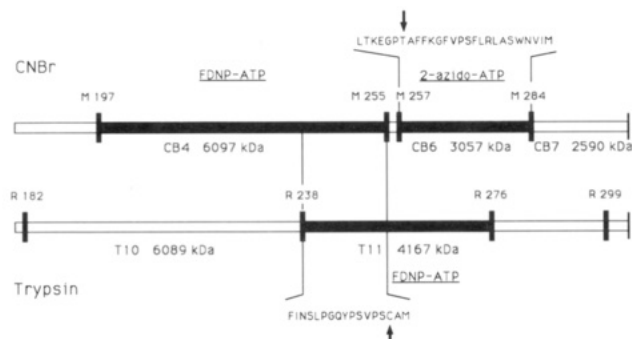 LTKEGPTAFFKGFVPSFLRLASWNVIM
CNBr
FDNP-ATP
2-azido-ATP
M 197
M 255
M 257
M 284
CB4 6097 kDa
CB6 3057 kDa
CB7 2590 kDa
R 182
R 238
R 276
R 299
T10 6089 kDa
T11 4167 kDa
Trypsin
FDNP-ATP
FINSLPGQYPSVPSCAM